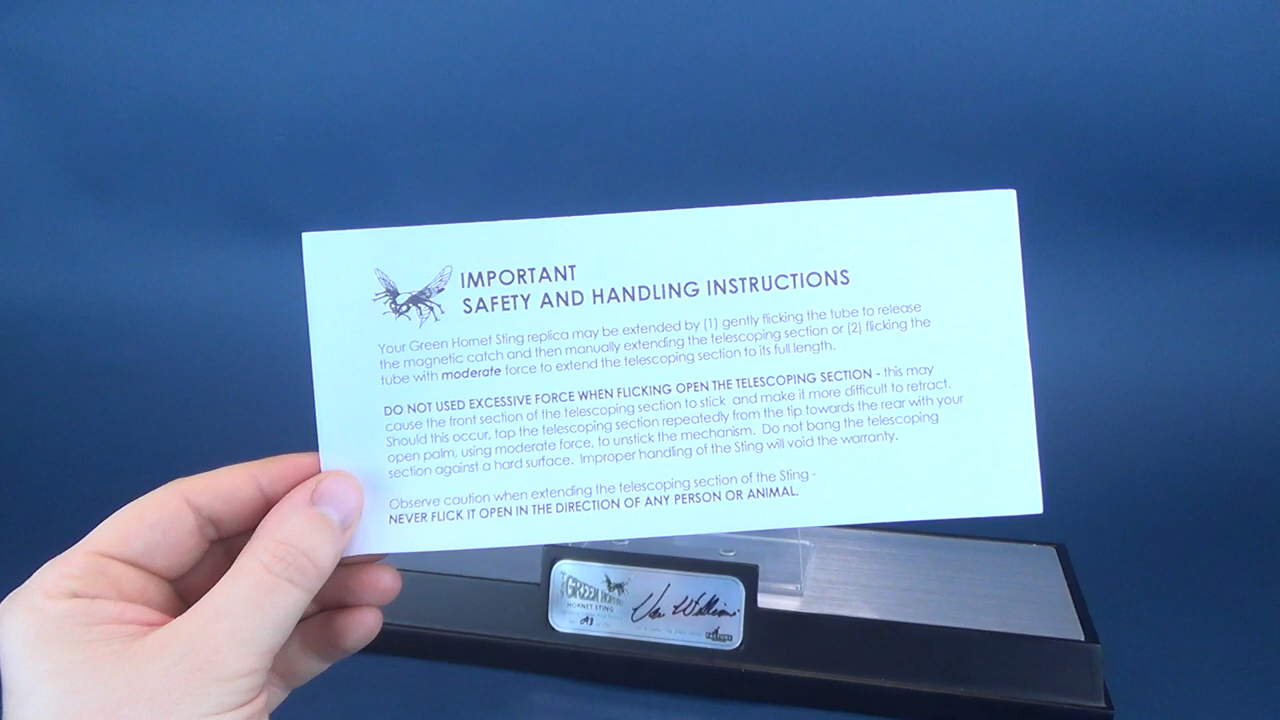 IMPORTANT
SAFETY AND HANDLING INSTRUCTIONS
Your Green Hornet Sting replica may be extended by (1) gently flicking the tube to release
the magnetic catch and then manually extending the telescoping section or (2) flicking the
tube with moderate force to extend the telescoping section to its full length.
DO NOT USED EXCESSIVE FORCE WHEN FLICKING OPEN THE TELESCOPING SECTION - this may
cause the front section of the telescoping section to stick and make it more difficult to retract.
Should this occur, tap the telescoping section repeatedly from the tip towards the rear with your
open palm, using moderate force, to unstick the mechanism. Do not bang the telescoping
section against a hard surface. Improper handling of the Sting will void the warranty.
Observe caution when extending the telescoping section of the Sting -
NEVER FLICK IT OPEN IN THE DIRECTION OF ANY PERSON OR ANIMAL.
GREEN HORNET
HORNET STING
Van Williams
FACTORY